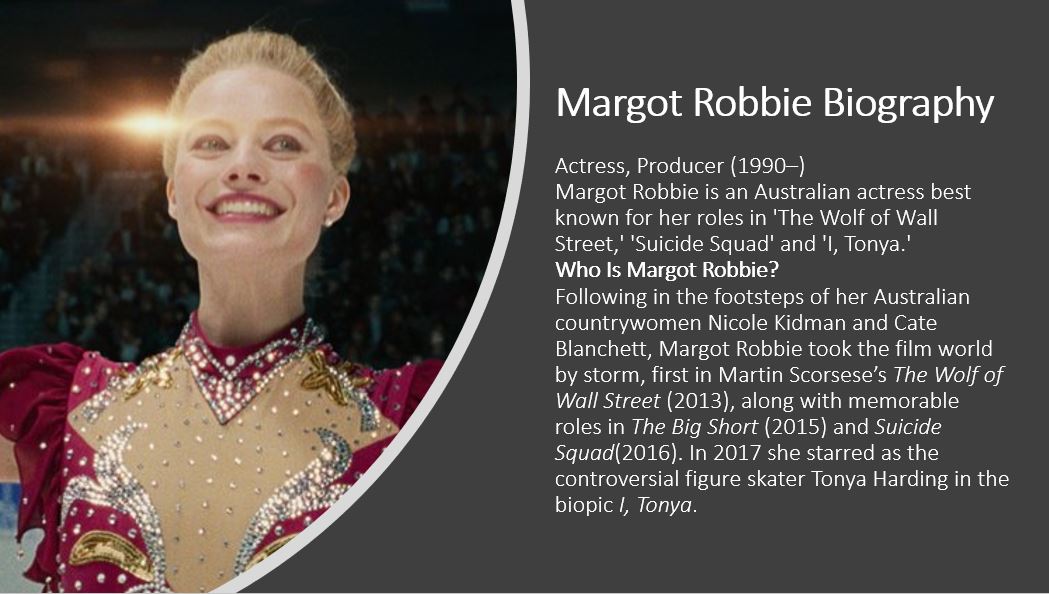 Margot Robbie Biography
Actress, Producer (1990–)
Margot Robbie is an Australian actress best
known for her roles in 'The Wolf of Wall
Street,' 'Suicide Squad' and 'I, Tonya.'
Who Is Margot Robbie?
Following in the footsteps of her Australian
countrywomen Nicole Kidman and Cate
Blanchett, Margot Robbie took the film world
by storm, first in Martin Scorsese’s The Wolf of
Wall Street (2013), along with memorable
roles in The Big Short (2015) and Suicide
Squad(2016). In 2017 she starred as the
controversial figure skater Tonya Harding in the
biopic I, Tonya.